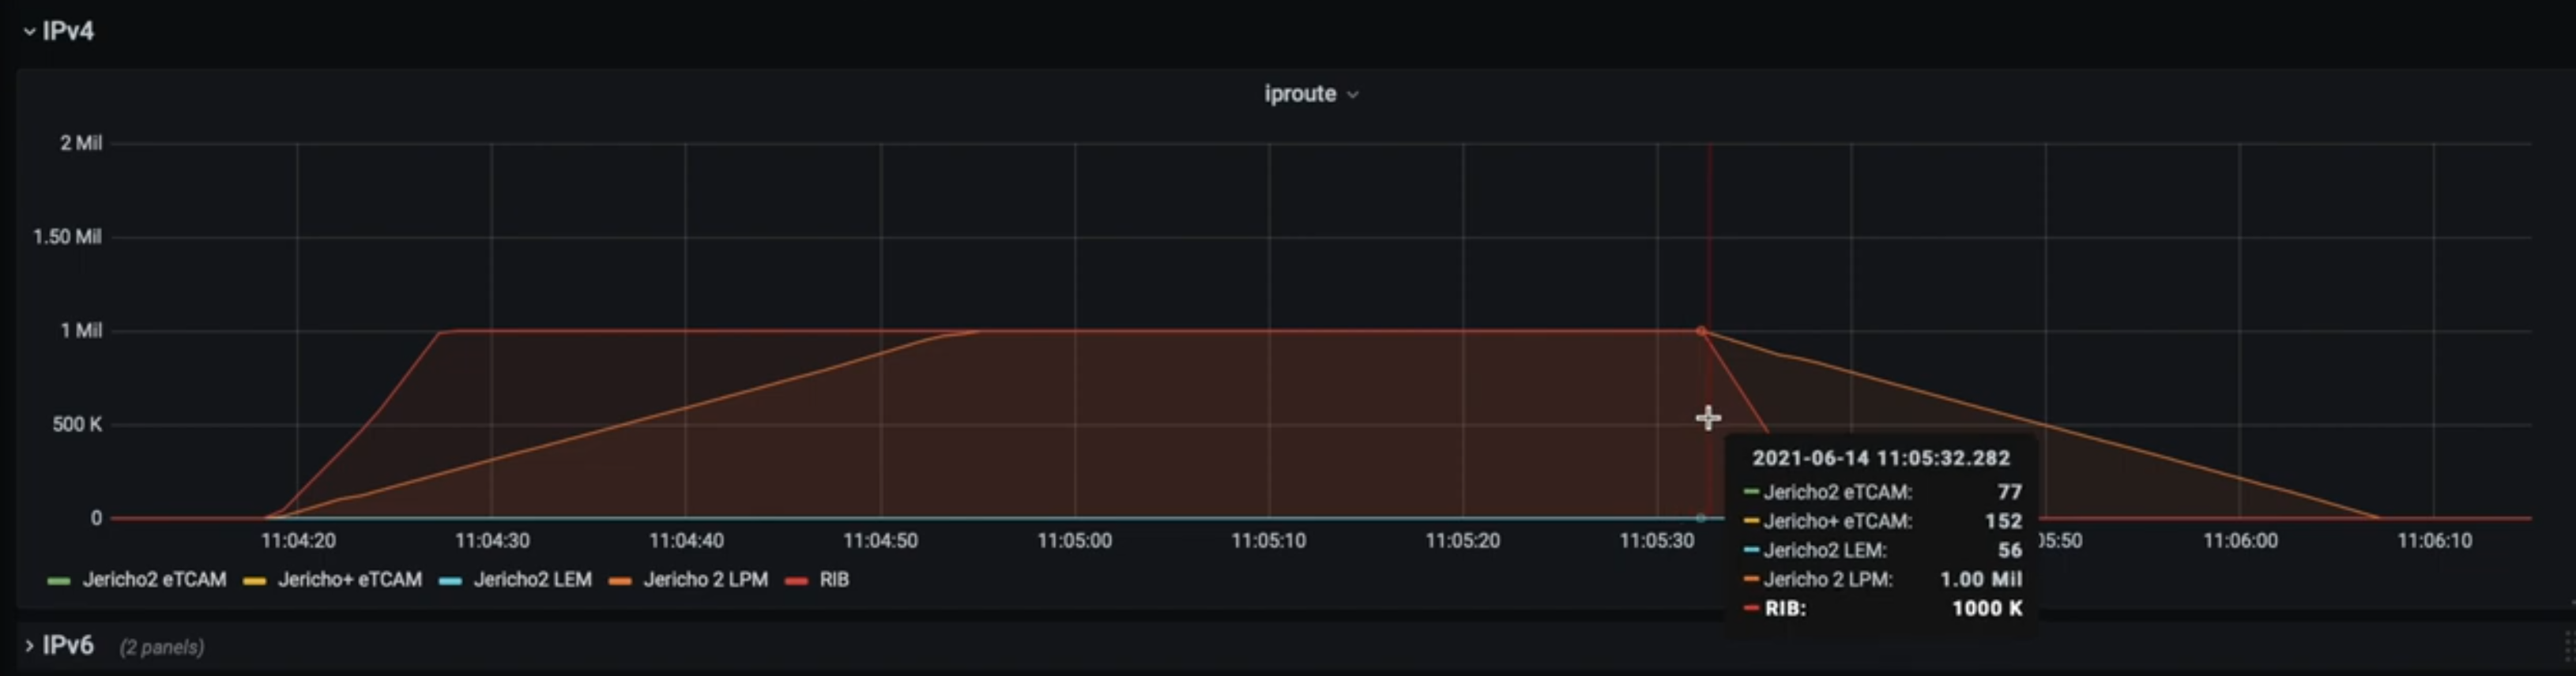 IPv4
iproute
2 Mil
1.50 Mil
1 Mil
500 K
0
11:04:20 11:04:30 11:04:40 11:04:50 11:05:00 11:05:10 11:05:20 11:05:30 05:50 11:06:00 11:06:10
Jericho2 eTCAM Jericho+ eTCAM Jericho2 LEM Jericho 2 LPM RIB
2021-06-14 11:05:32.282
Jericho2 eTCAM: 77
Jericho+ eTCAM: 152
Jericho2 LEM: 56
Jericho 2 LPM: 1.00 Mil
RIB: 1000 K
IPv6 (2 panels)